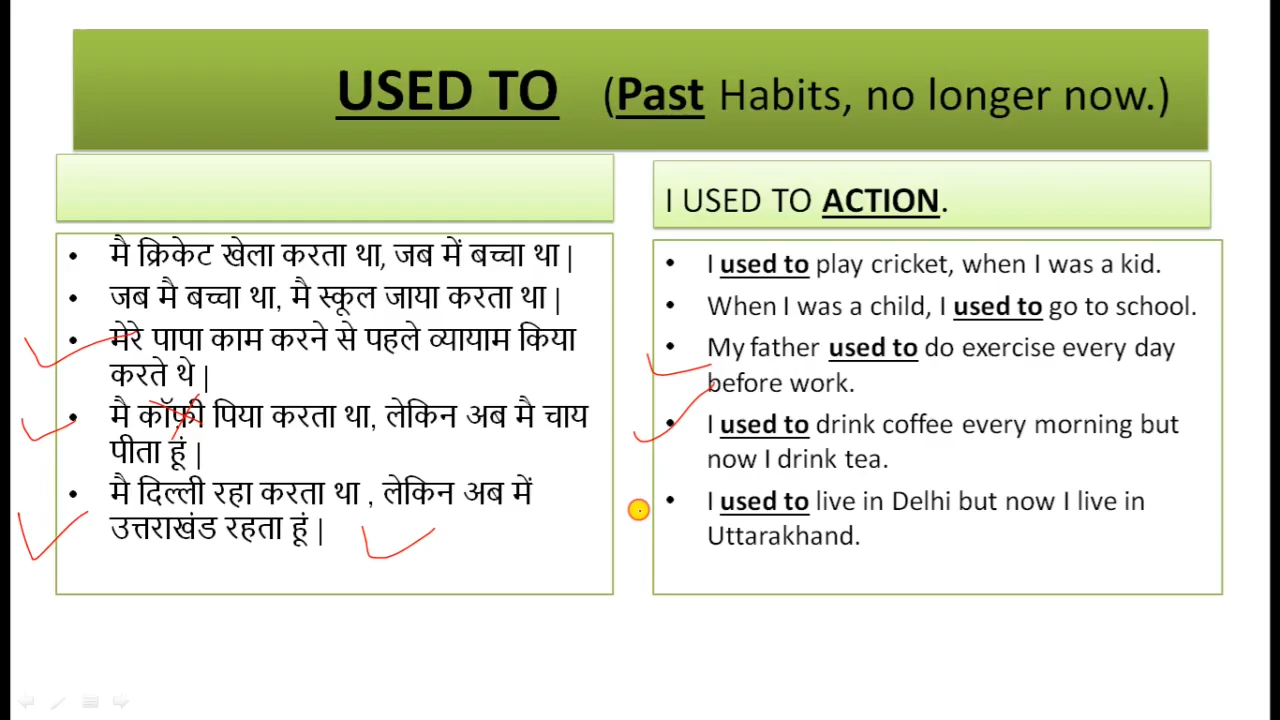 USED TO (Past Habits, no longer now.)
I USED TO ACTION.
• मै क्रिकेट खेला करता था, जब में बच्चा था |
• जब मै बच्चा था, मै स्कूल जाया करता था |
• मेरे पापा काम करने से पहले व्यायाम किया
करते थे |
• मै कॉफी पिया करता था, लेकिन अब मै चाय
पीता हूं |
• मै दिल्ली रहा करता था , लेकिन अब में
उत्तराखंड रहता हूं |
• I used to play cricket, when I was a kid.
• When I was a child, I used to go to school.
• My father used to do exercise every day
before work.
• I used to drink coffee every morning but
now I drink tea.
• I used to live in Delhi but now I live in
Uttarakhand.